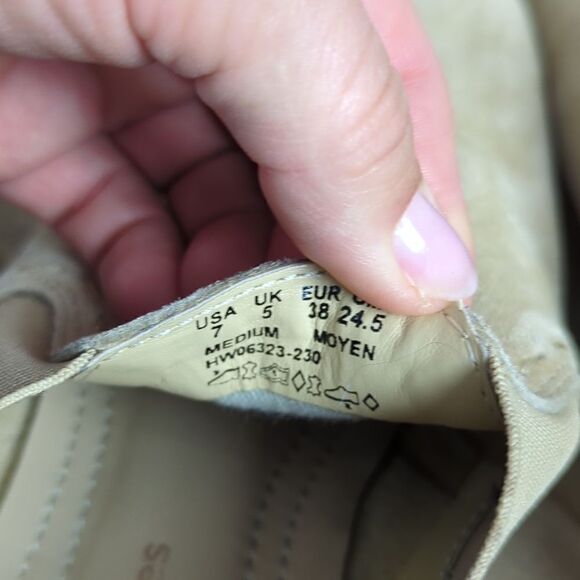 USA UK EUR
7 5 38 24.5
MEDIUM MOYEN
HW06323-230